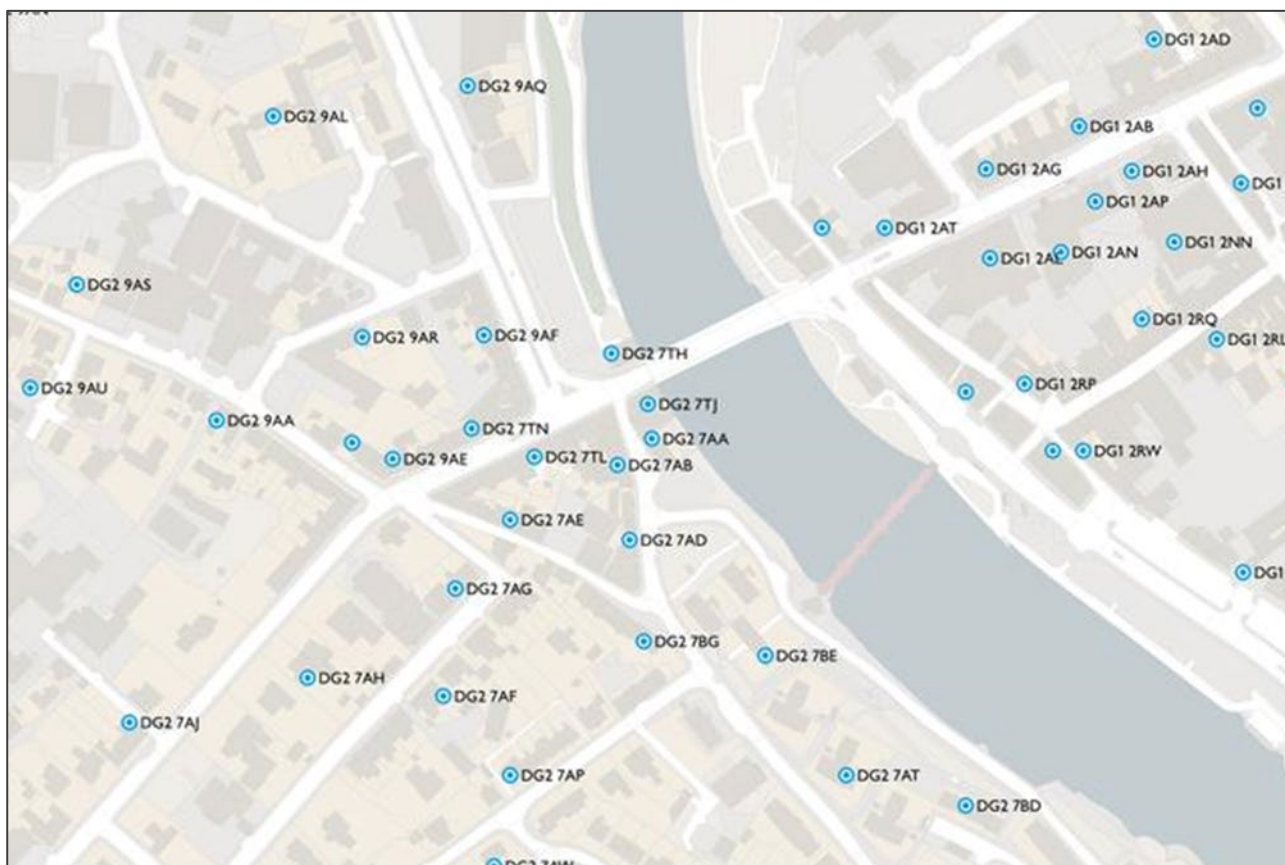 DG1 2AD
DG2 9AQ
DG2 9AL
DG1 2AB
DG1 2AG
DG1 2AH
DG1
DG1 2AP
DG1 2AT
DG1 2NN
DG1 2AN
DG2 9AS
DG1 2RQ
DG2 9AF
DG2 9AR
DG2 7TH
DG2 9AU
DG1 2RP
DG2 7TJ
DG2 9AA
DG2 7TN
DG2 7AA
DG1 2RW
DG2 9AE
DG2 7TL
DG2 7AB
DG2 7AE
DG2 7AD
DG1
DG2 7AG
DG2 7BG
DG2 7BE
DG2 7AH
DG2 7AF
DG2 7AJ
DG2 7AP
DG2 7AT
DG2 7BD